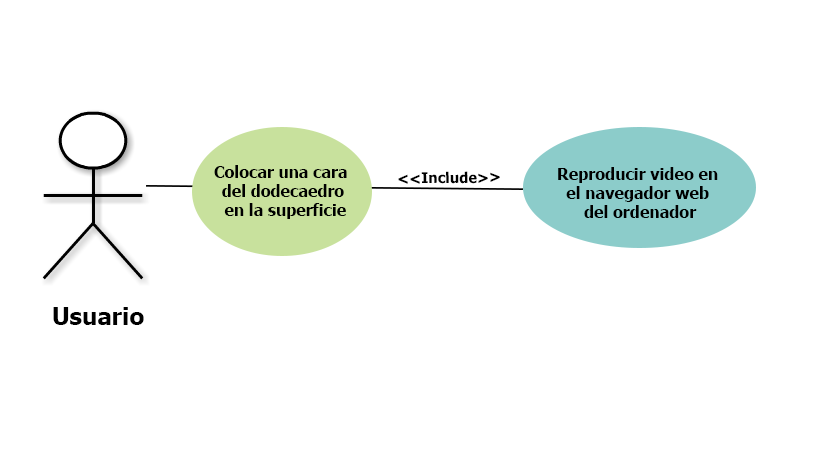 Colocar una cara
del dodecaedro
en la superficie
<<Include>>
Reproducir video en
el navegador web
del ordenador
Usuario